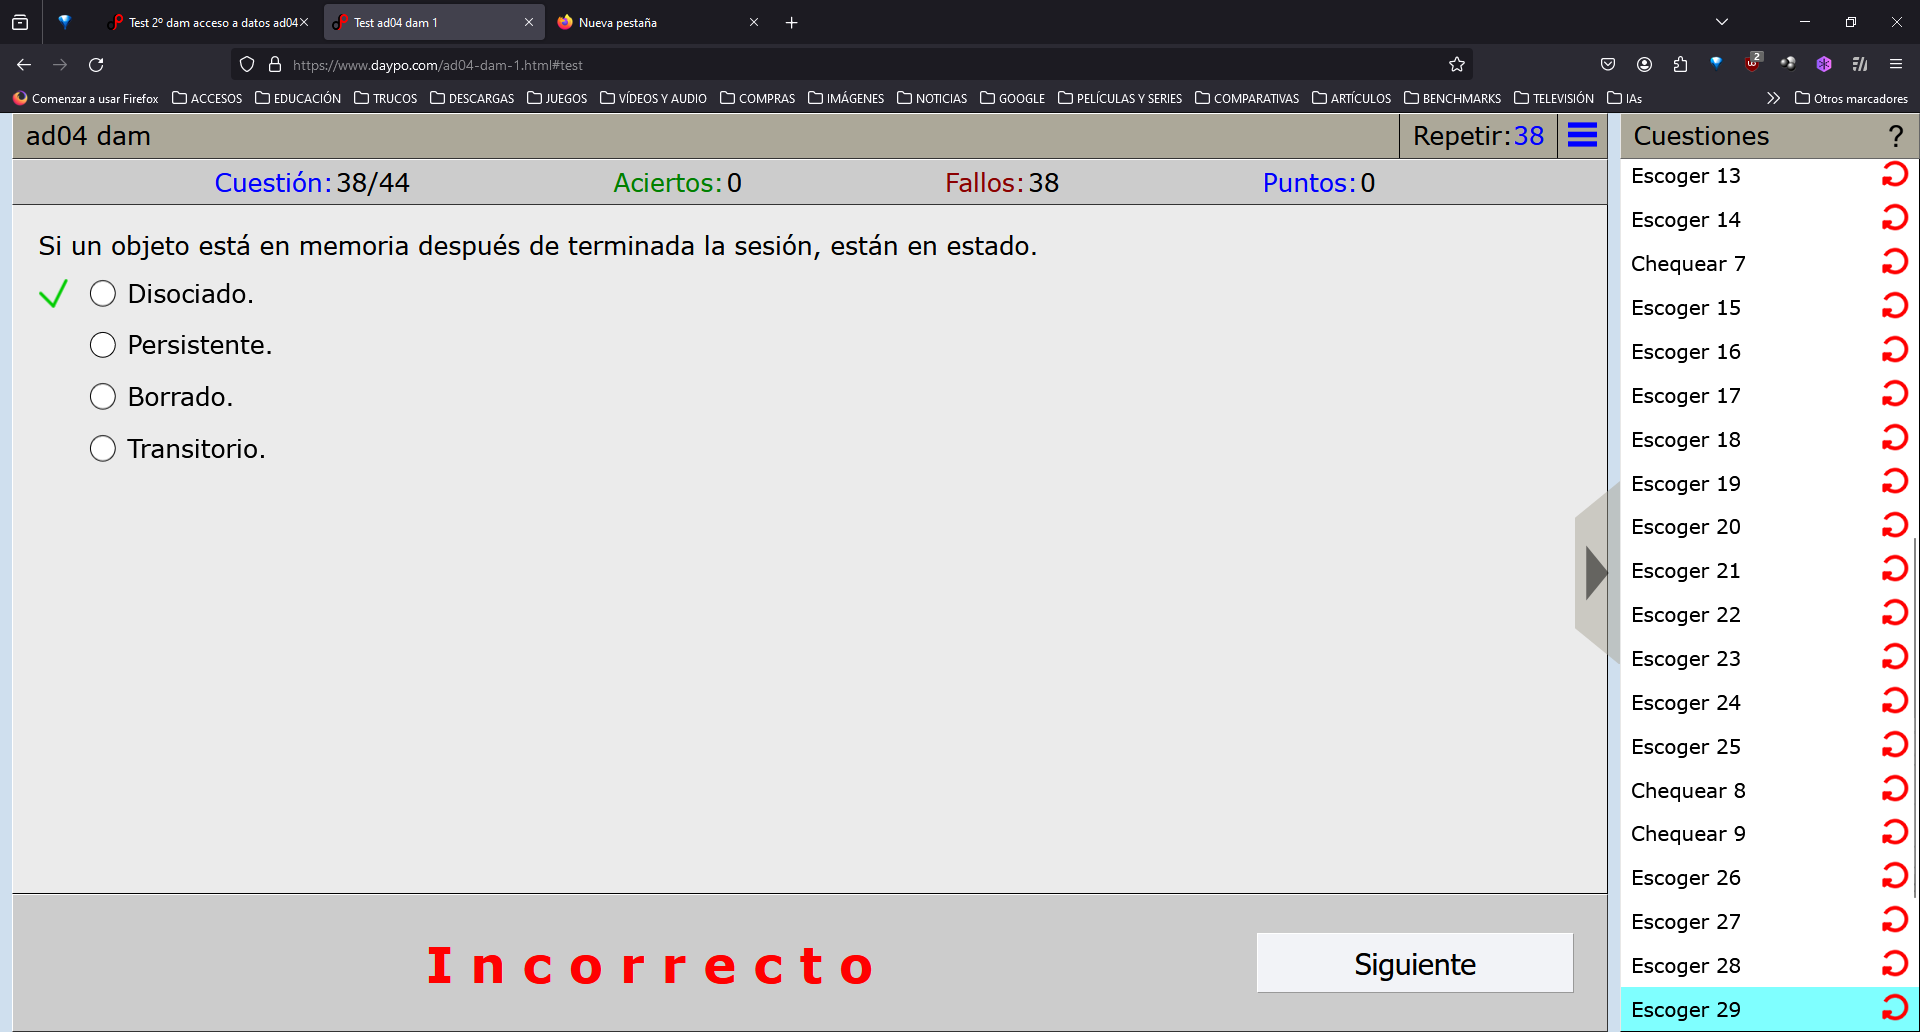 Test 2º dam acceso a datos ad04
Test ad04 dam 1
Nueva pestaña
https://www.daypo.com/ad04-dam-1.html#test
2
Comenzar a usar Firefox
ACCESOS
EDUCACIÓN
TRUCOS
DESCARGAS
JUEGOS
VÍDEOS Y AUDIO
COMPRAS
IMÁGENES
NOTICIAS
GOOGLE
PELÍCULAS Y SERIES
COMPARATIVAS
ARTÍCULOS
BENCHMARKS
TELEVISIÓN
IAs
Otros marcadores
ad04 dam
Repetir:38
Cuestión:38/44
Aciertos:0
Fallos:38
Puntos:0
Si un objeto está en memoria después de terminada la sesión, están en estado.
Disociado.
Persistente.
Borrado.
Transitorio.
Incorrecto
Siguiente
Cuestiones
?
Escoger 13
Escoger 14
Chequear 7
Escoger 15
Escoger 16
Escoger 17
Escoger 18
Escoger 19
Escoger 20
Escoger 21
Escoger 22
Escoger 23
Escoger 24
Escoger 25
Chequear 8
Chequear 9
Escoger 26
Escoger 27
Escoger 28
Escoger 29